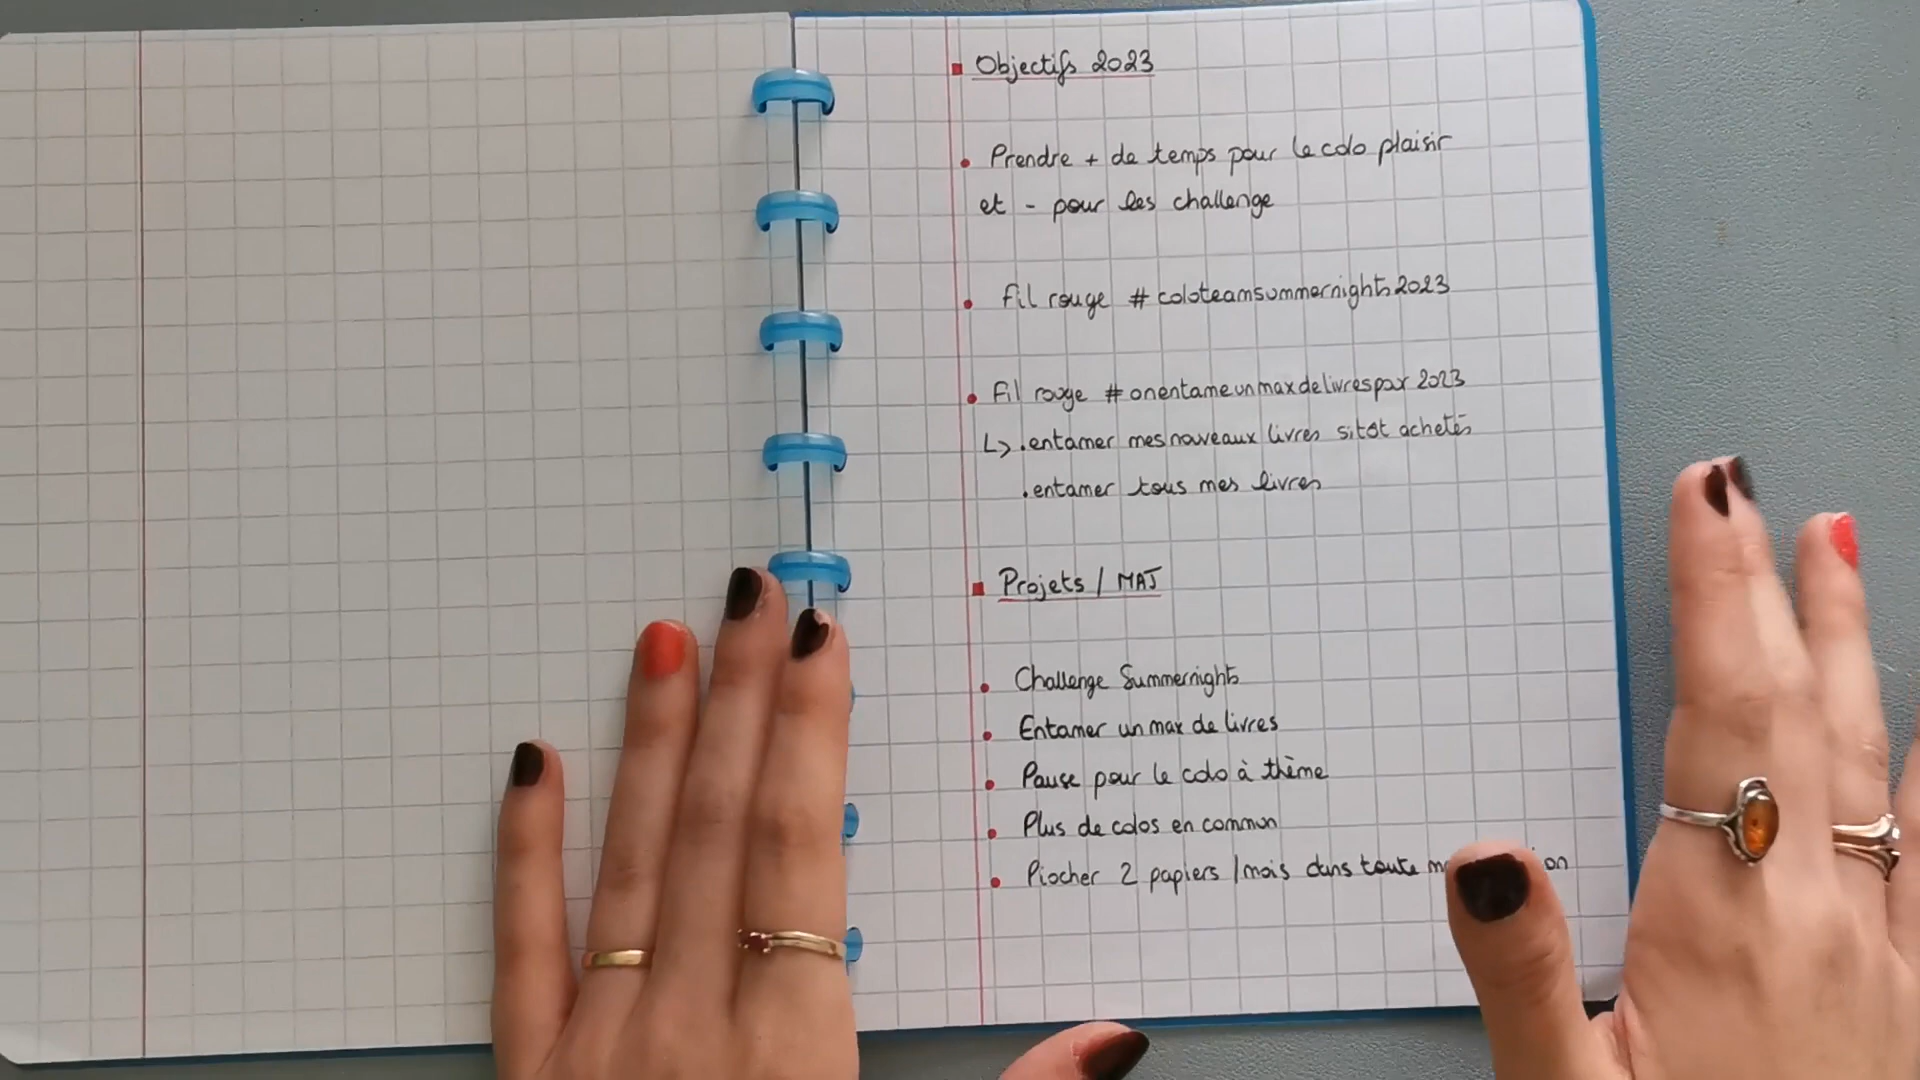 Objectifs 2023
Prendre + de temps pour le colo plaisir
et - pour les challenge
Fil rouge #coloteamsummernights2023
Fil rouge #onentameunmaxdelivrespar2023
↳ .entamer mes nouveaux livres sitôt achetés
.entamer tous mes livres
Projets / MAJ
Challenge Summernights
Entamer un max de livres
Pause pour le colo à thème
Plus de colos en commun
Piocher 2 papiers /mois dans toute